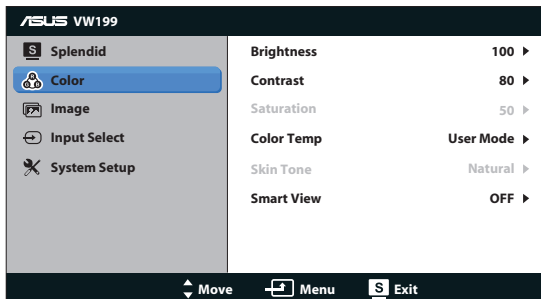 ASUS VW199
S Splendid
Color
Image
Input Select
System Setup
Brightness 100
Contrast 80
Saturation 50
Color Temp User Mode
Skin Tone Natural
Smart View OFF
Move Menu S Exit